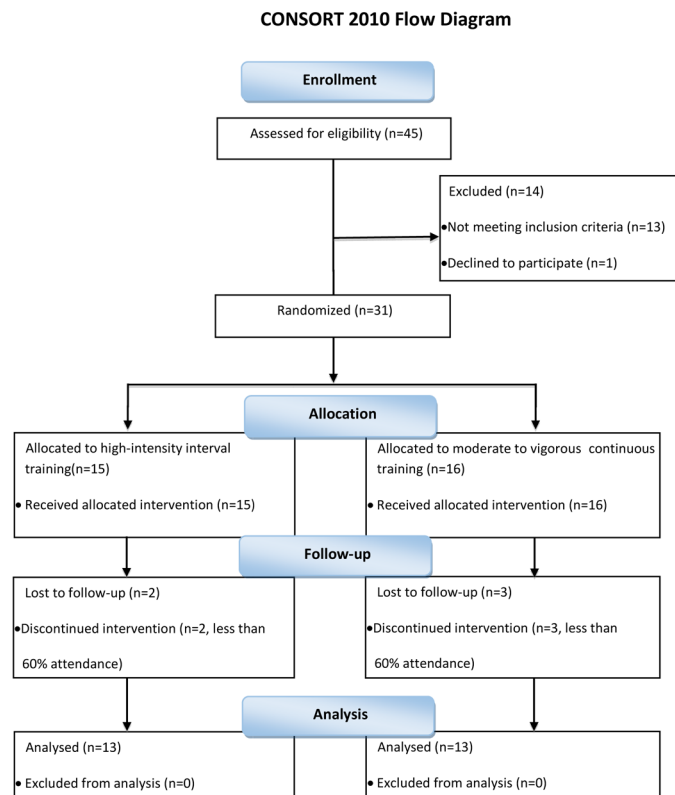 CONSORT 2010 Flow Diagram
Enrollment
Assessed for eligibility (n=45)
Excluded (n=14)
•Not meeting inclusion criteria (n=13)
•Declined to participate (n=1)
Randomized (n=31)
Allocation
Allocated to high-intensity interval
training(n=15)
• Received allocated intervention (n=15)
Allocated to moderate to vigorous continuous
training (n=16)
• Received allocated intervention (n=16)
Follow-up
Lost to follow-up (n=2)
•Discontinued intervention (n=2, less than
60% attendance)
Lost to follow-up (n=3)
•Discontinued intervention (n=3, less than
60% attendance)
Analysis
Analysed (n=13)
• Excluded from analysis (n=0)
Analysed (n=13)
• Excluded from analysis (n=0)